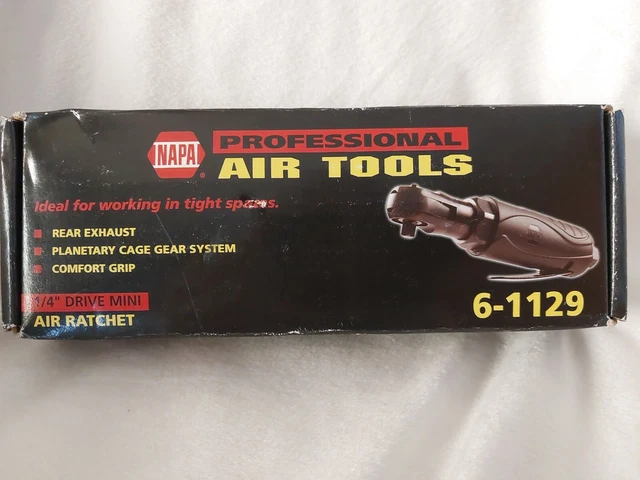 NAPA
PROFESSIONAL
AIR TOOLS
Ideal for working in tight spaces.
REAR EXHAUST
PLANETARY CAGE GEAR SYSTEM
COMFORT GRIP
1/4" DRIVE MINI
AIR RATCHET
6-1129